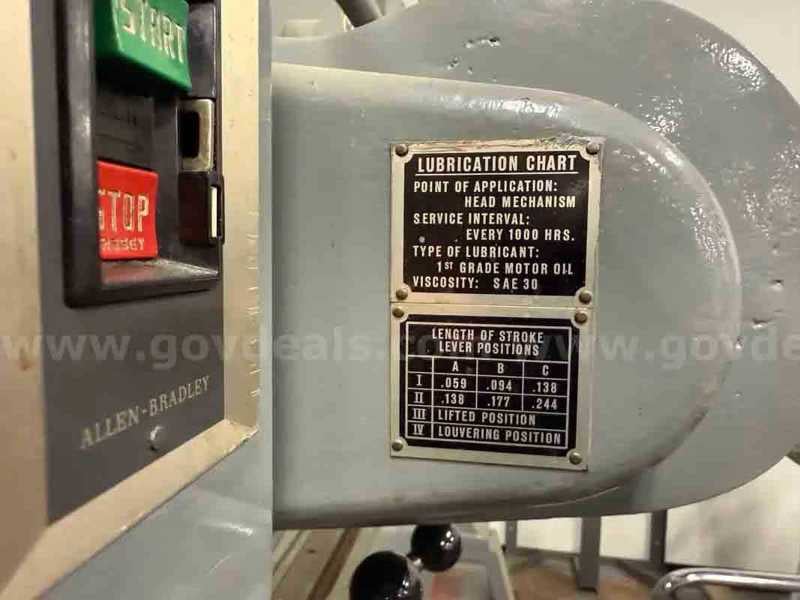 START
STOP
RESET
ALLEN-BRADLEY
LUBRICATION CHART
POINT OF APPLICATION:
HEAD MECHANISM
SERVICE INTERVAL:
EVERY 1000 HRS.
TYPE OF LUBRICANT:
1ST GRADE MOTOR OIL
VISCOSITY: SAE 30
LENGTH OF STROKE
LEVER POSITIONS
A B C
I .059 .094 .138
II .138 .177 .244
III LIFTED POSITION
IV LOUVERING POSITION
www.govdeals.com
www.govde